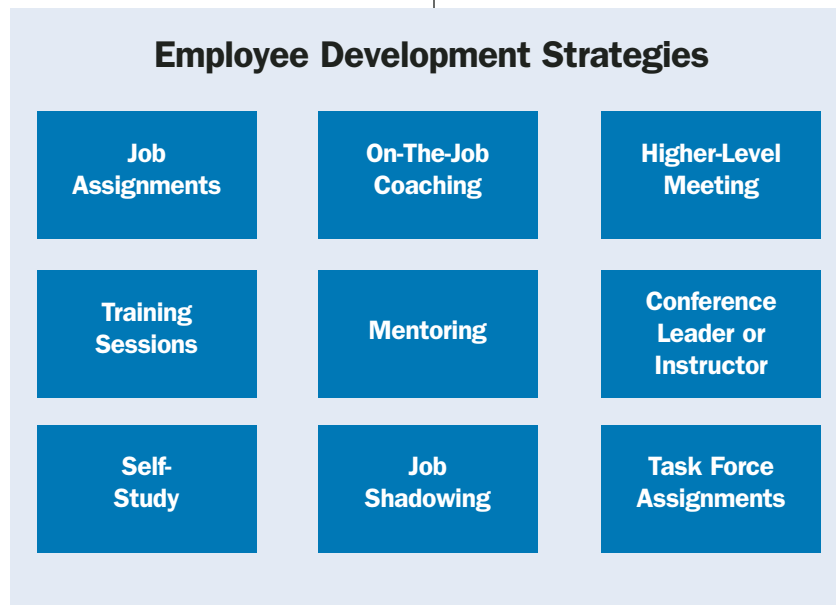 Employee Development Strategies
Job
Assignments
On-The-Job
Coaching
Higher-Level
Meeting
Training
Sessions
Mentoring
Conference
Leader or
Instructor
Self-
Study
Job
Shadowing
Task Force
Assignments